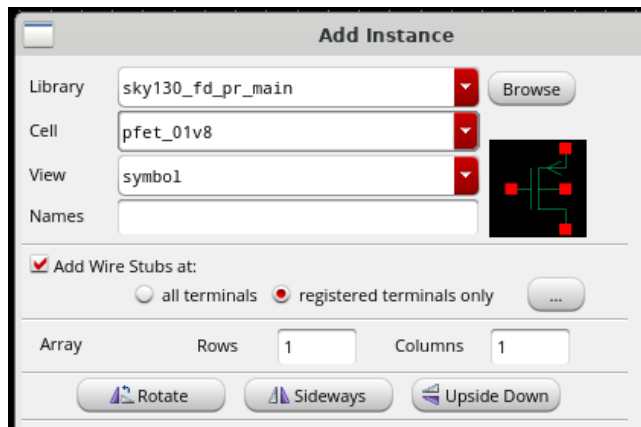 Add Instance
Library sky130_fd_pr_main Browse
Cell pfet_01v8
View symbol
Names
Add Wire Stubs at:
all terminals registered terminals only ...
Array Rows 1 Columns 1
Rotate Sideways Upside Down